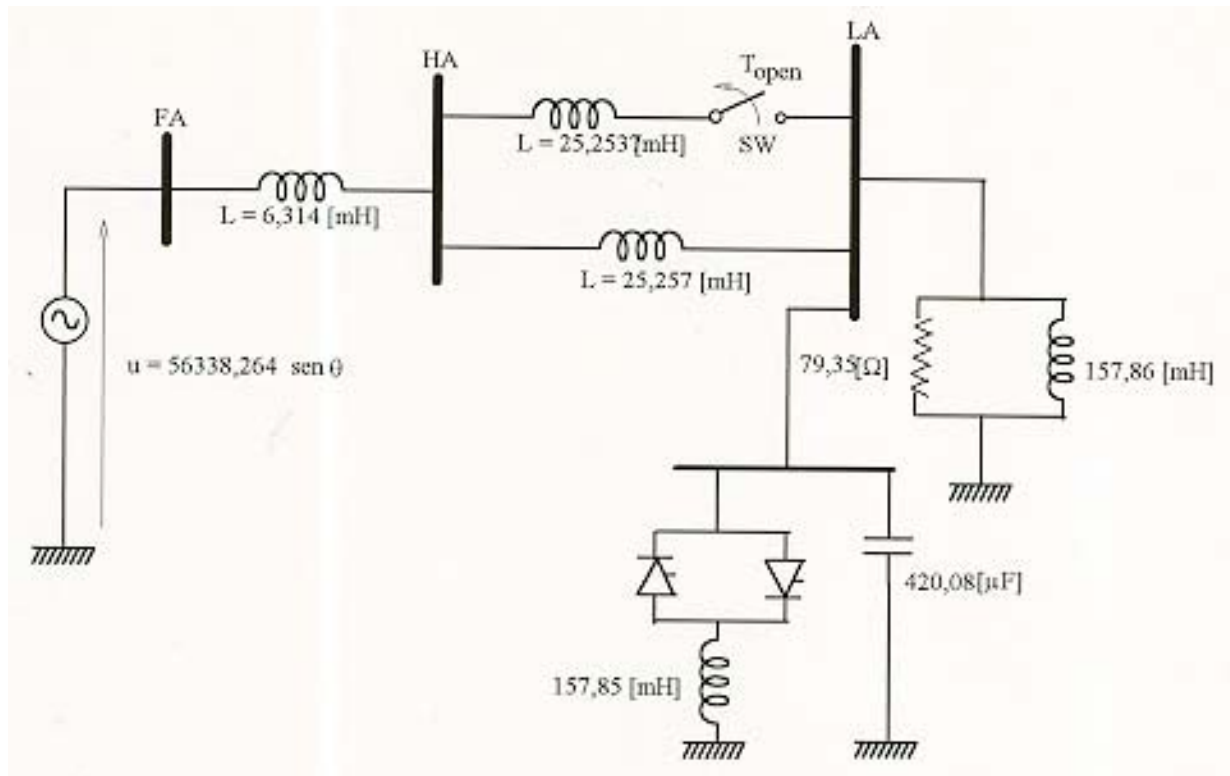 FA
HA
LA
T open
SW
L = 25,2537[mH]
L = 6,314 [mH]
L = 25,257 [mH]
u = 56338,264 sen θ
79,35[Ω]
157,86 [mH]
420,08[µF]
157,85 [mH]